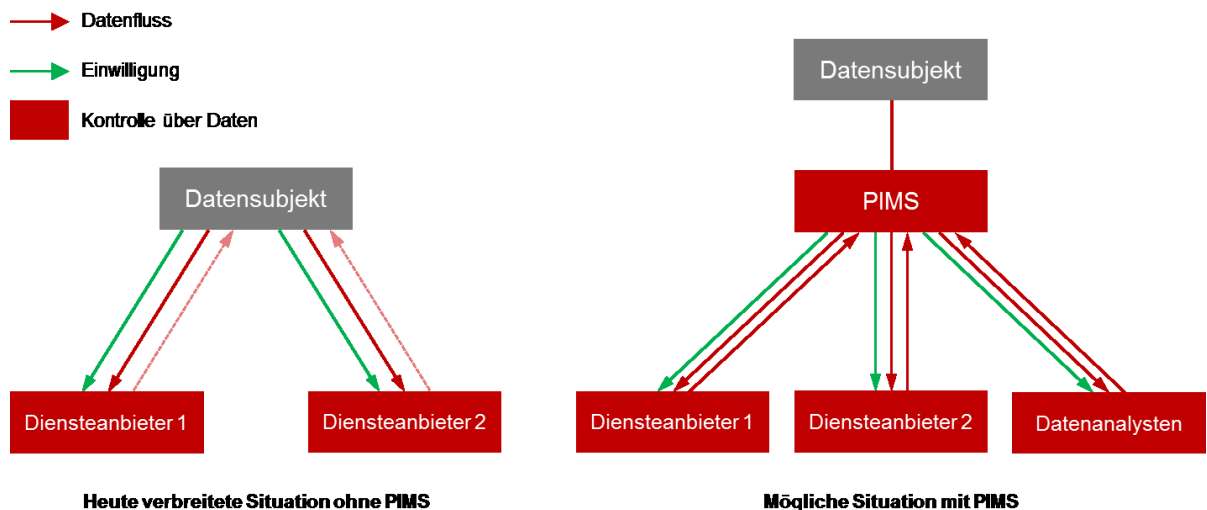 Datenfluss
Einwilligung
Kontrolle über Daten
Datensubjekt
Diensteanbieter 1
Diensteanbieter 2
Heute verbreitete Situation ohne PIMS
Datensubjekt
PIMS
Diensteanbieter 1
Diensteanbieter 2
Datenanalysten
Mögliche Situation mit PIMS